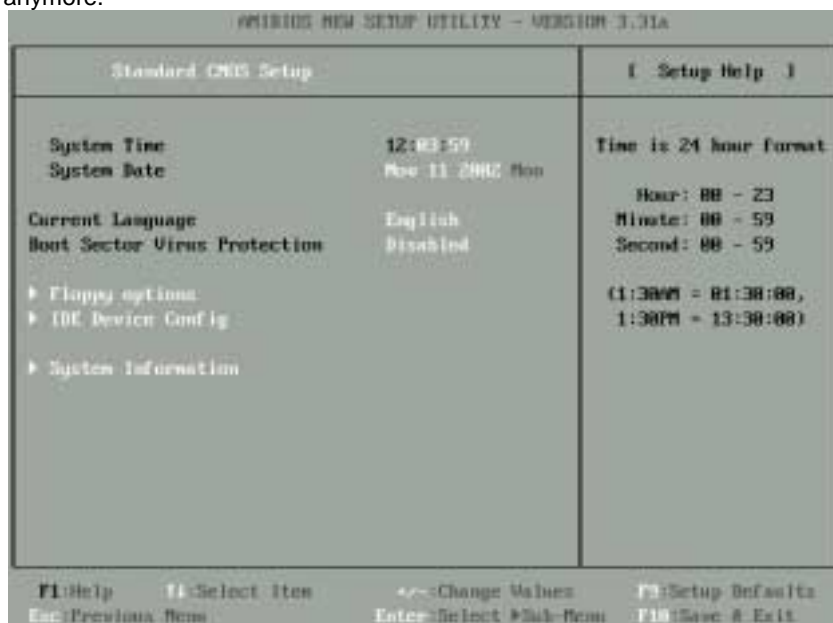 anymore.
AMIBIOS NEW SETUP UTILITY - VERSION 3.31a
Standard CMOS Setup
[ Setup Help ]
System Time 12:03:59
Time is 24 hour format
System Date Nov 11 2002 Mon
Hour: 00 - 23
Current Language English
Minute: 00 - 59
Boot Sector Virus Protection Disabled
Second: 00 - 59
▶ Floppy options
(1:30AM = 01:30:00,
▶ IDE Device Config
1:30PM = 13:30:00)
▶ System Information
F1:Help ↑↓:Select Item +/-:Change Values F9:Setup Defaults
Esc:Previous Menu Enter:Select ▶Sub-Menu F10:Save & Exit